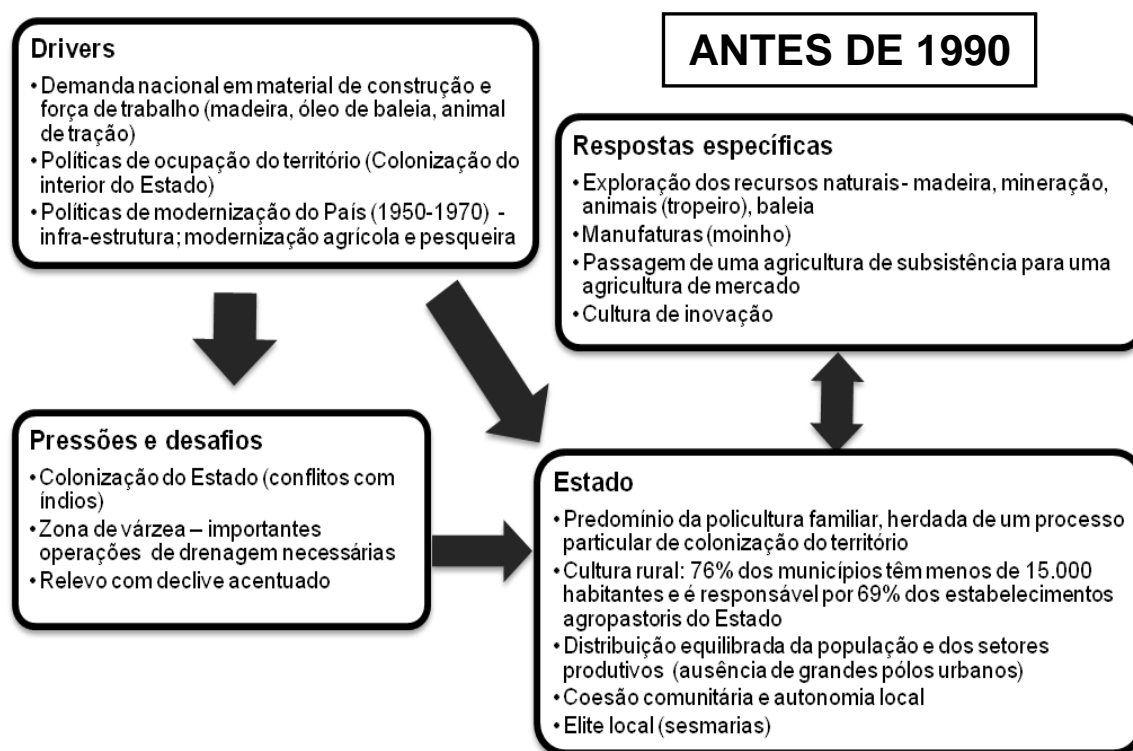 ANTES DE 1990
Drivers
•Demanda nacional em material de construção e
força de trabalho (madeira, óleo de baleia, animal
de tração)
•Políticas de ocupação do território (Colonização do
interior do Estado)
•Políticas de modernização do País (1950-1970) -
infra-estrutura; modernização agrícola e pesqueira
Respostas específicas
•Exploração dos recursos naturais- madeira, mineração,
animais (tropeiro), baleia
•Manufaturas (moinho)
•Passagem de uma agricultura de subsistência para uma
agricultura de mercado
•Cultura de inovação
Pressões e desafios
•Colonização do Estado (conflitos com
índios)
•Zona de várzea – importantes
operações de drenagem necessárias
•Relevo com declive acentuado
Estado
•Predomínio da policultura familiar, herdada de um processo
particular de colonização do território
•Cultura rural: 76% dos municípios têm menos de 15.000
habitantes e é responsável por 69% dos estabelecimentos
agropastoris do Estado
•Distribuição equilibrada da população e dos setores
produtivos (ausência de grandes pólos urbanos)
•Coesão comunitária e autonomia local
•Elite local (sesmarias)